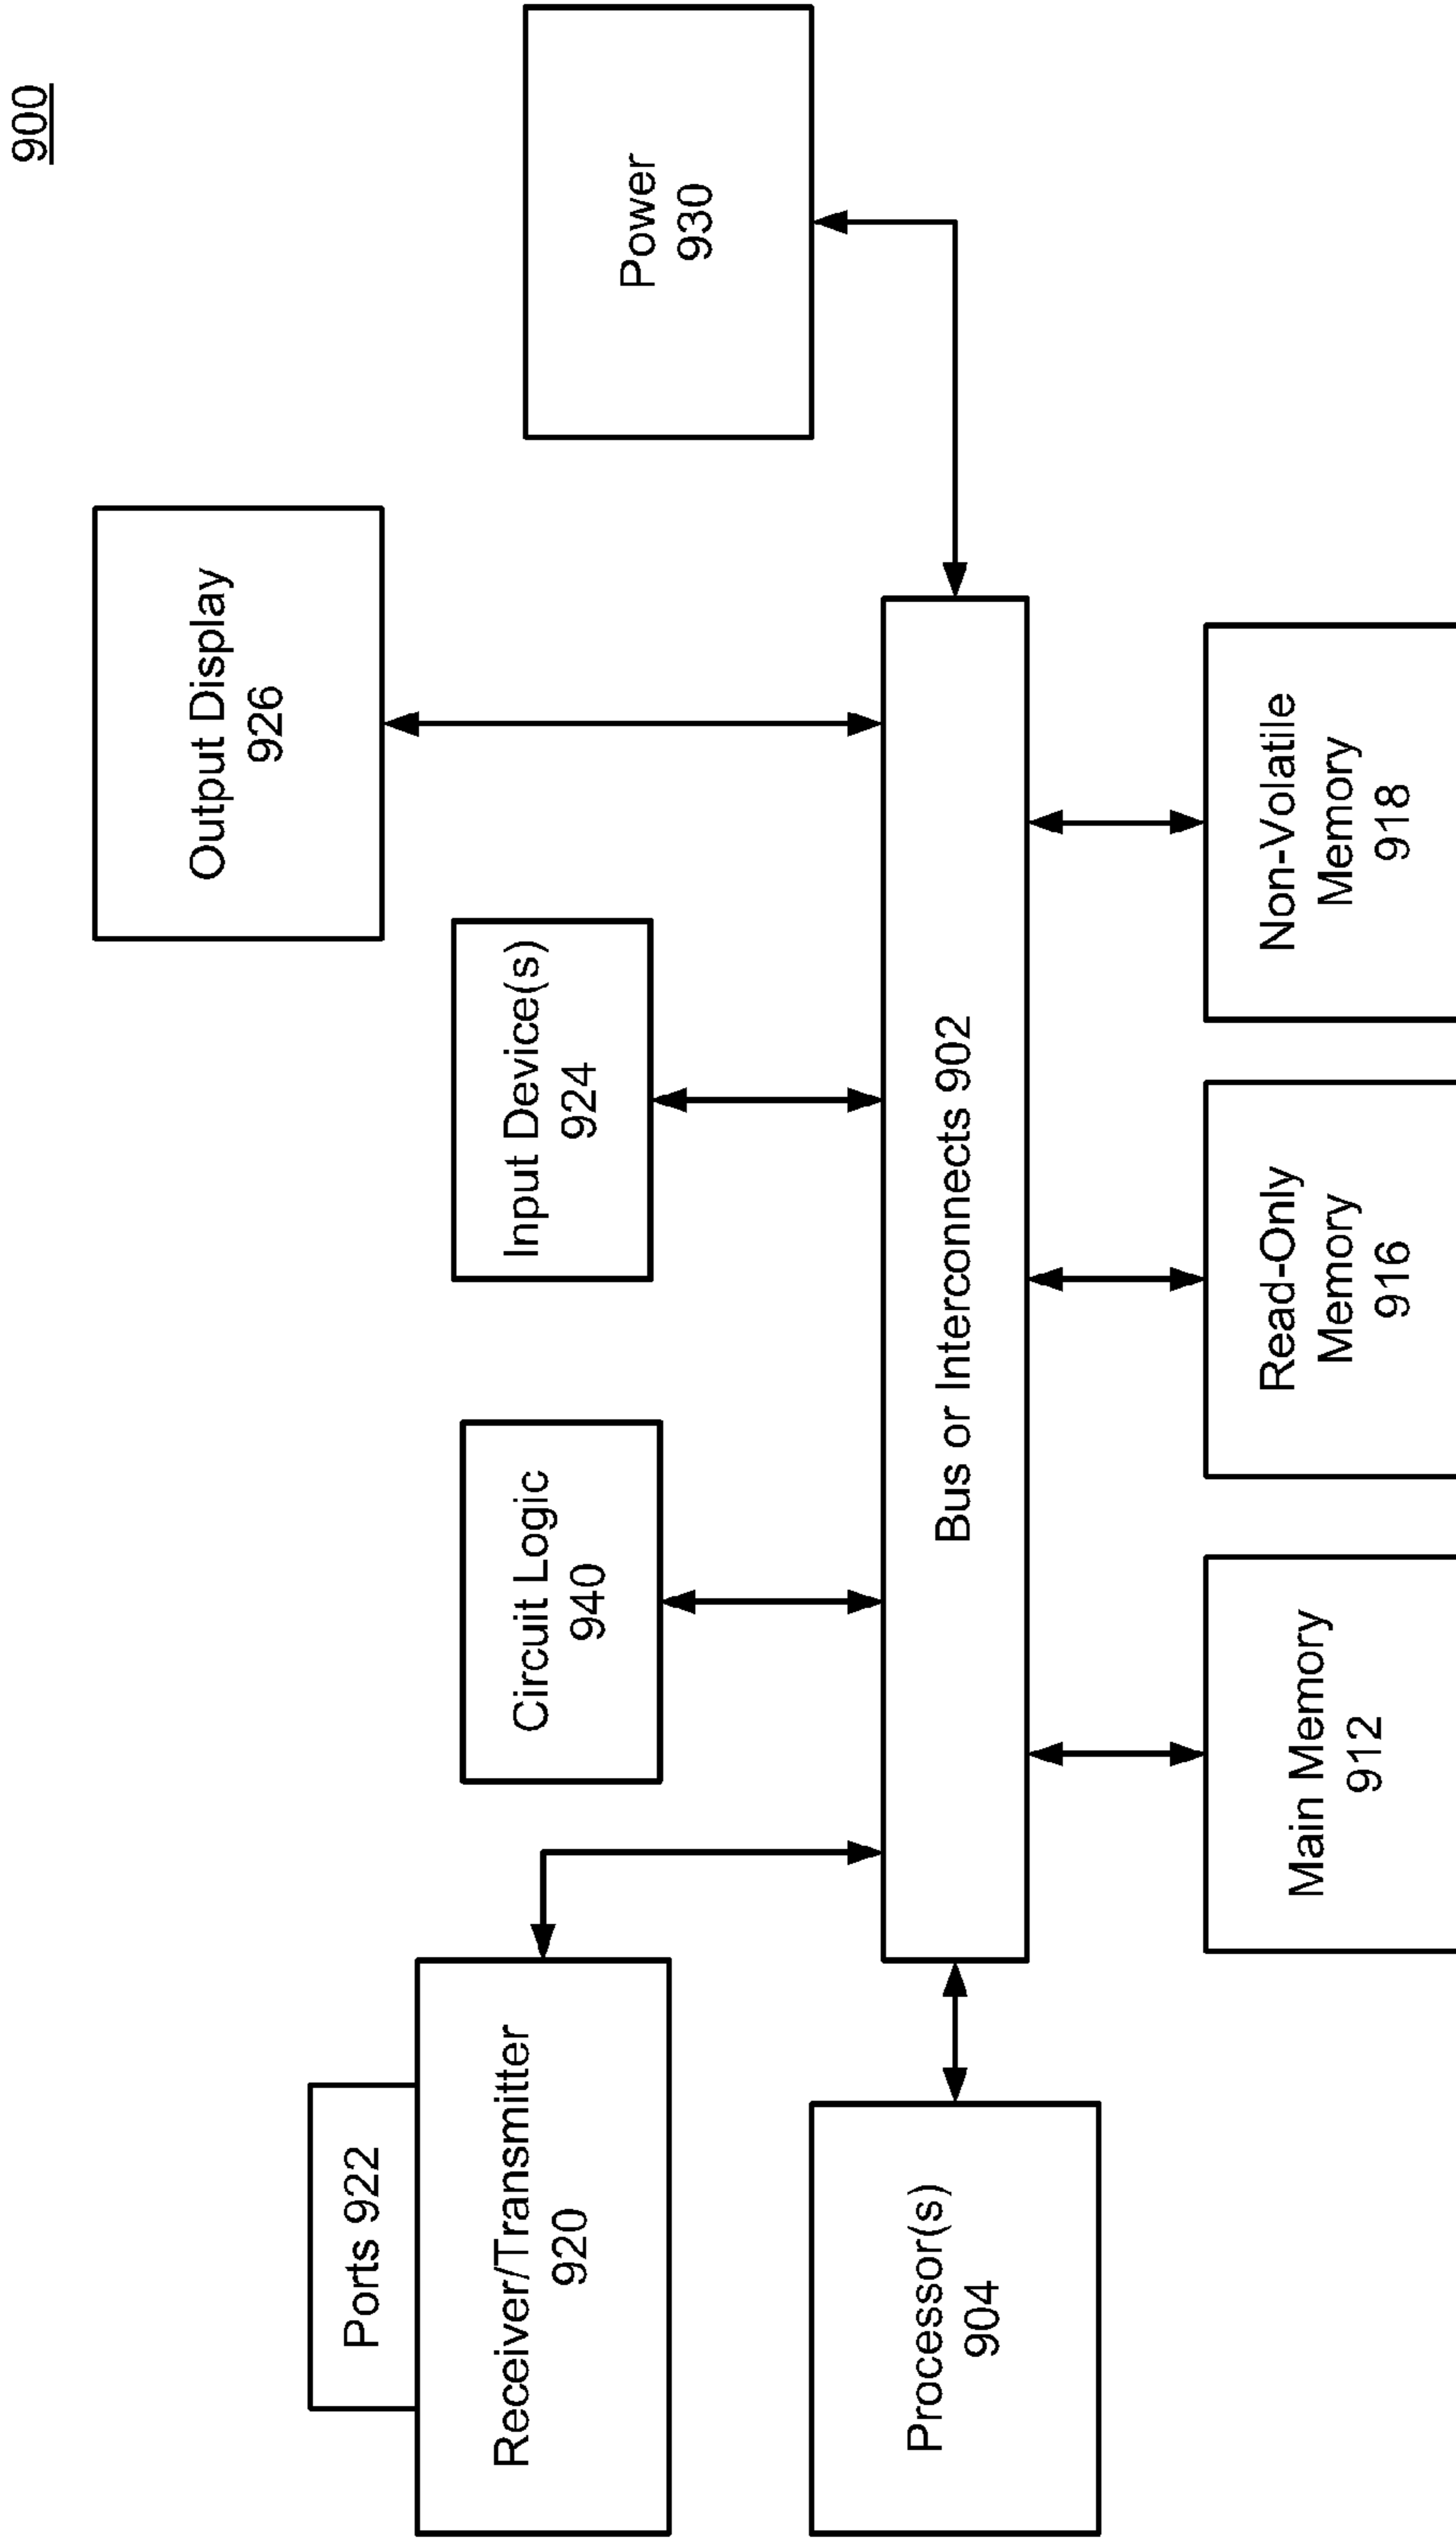 900
Ports 922
Receiver/Transmitter
920
Circuit Logic
940
Input Device(s)
924
Output Display
926
Power
930
Processor(s)
904
Bus or Interconnects 902
Main Memory
912
Read-Only
Memory
916
Non-Volatile
Memory
918